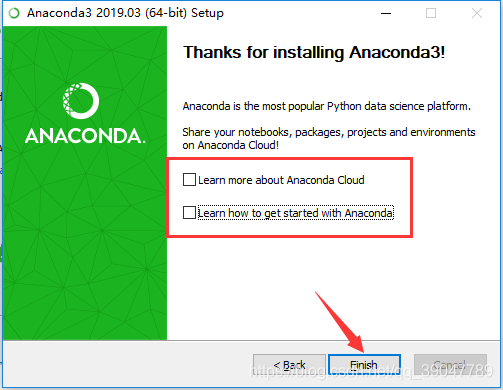 Anaconda3 2019.03 (64-bit) Setup
Thanks for installing Anaconda3!
Anaconda is the most popular Python data science platform.
Share your notebooks, packages, projects and environments
on Anaconda Cloud!
ANACONDA.
Learn more about Anaconda Cloud
Learn how to get started with Anaconda
< Back
Finish
Cancel
https://blog.csdn.net/qq_39047789